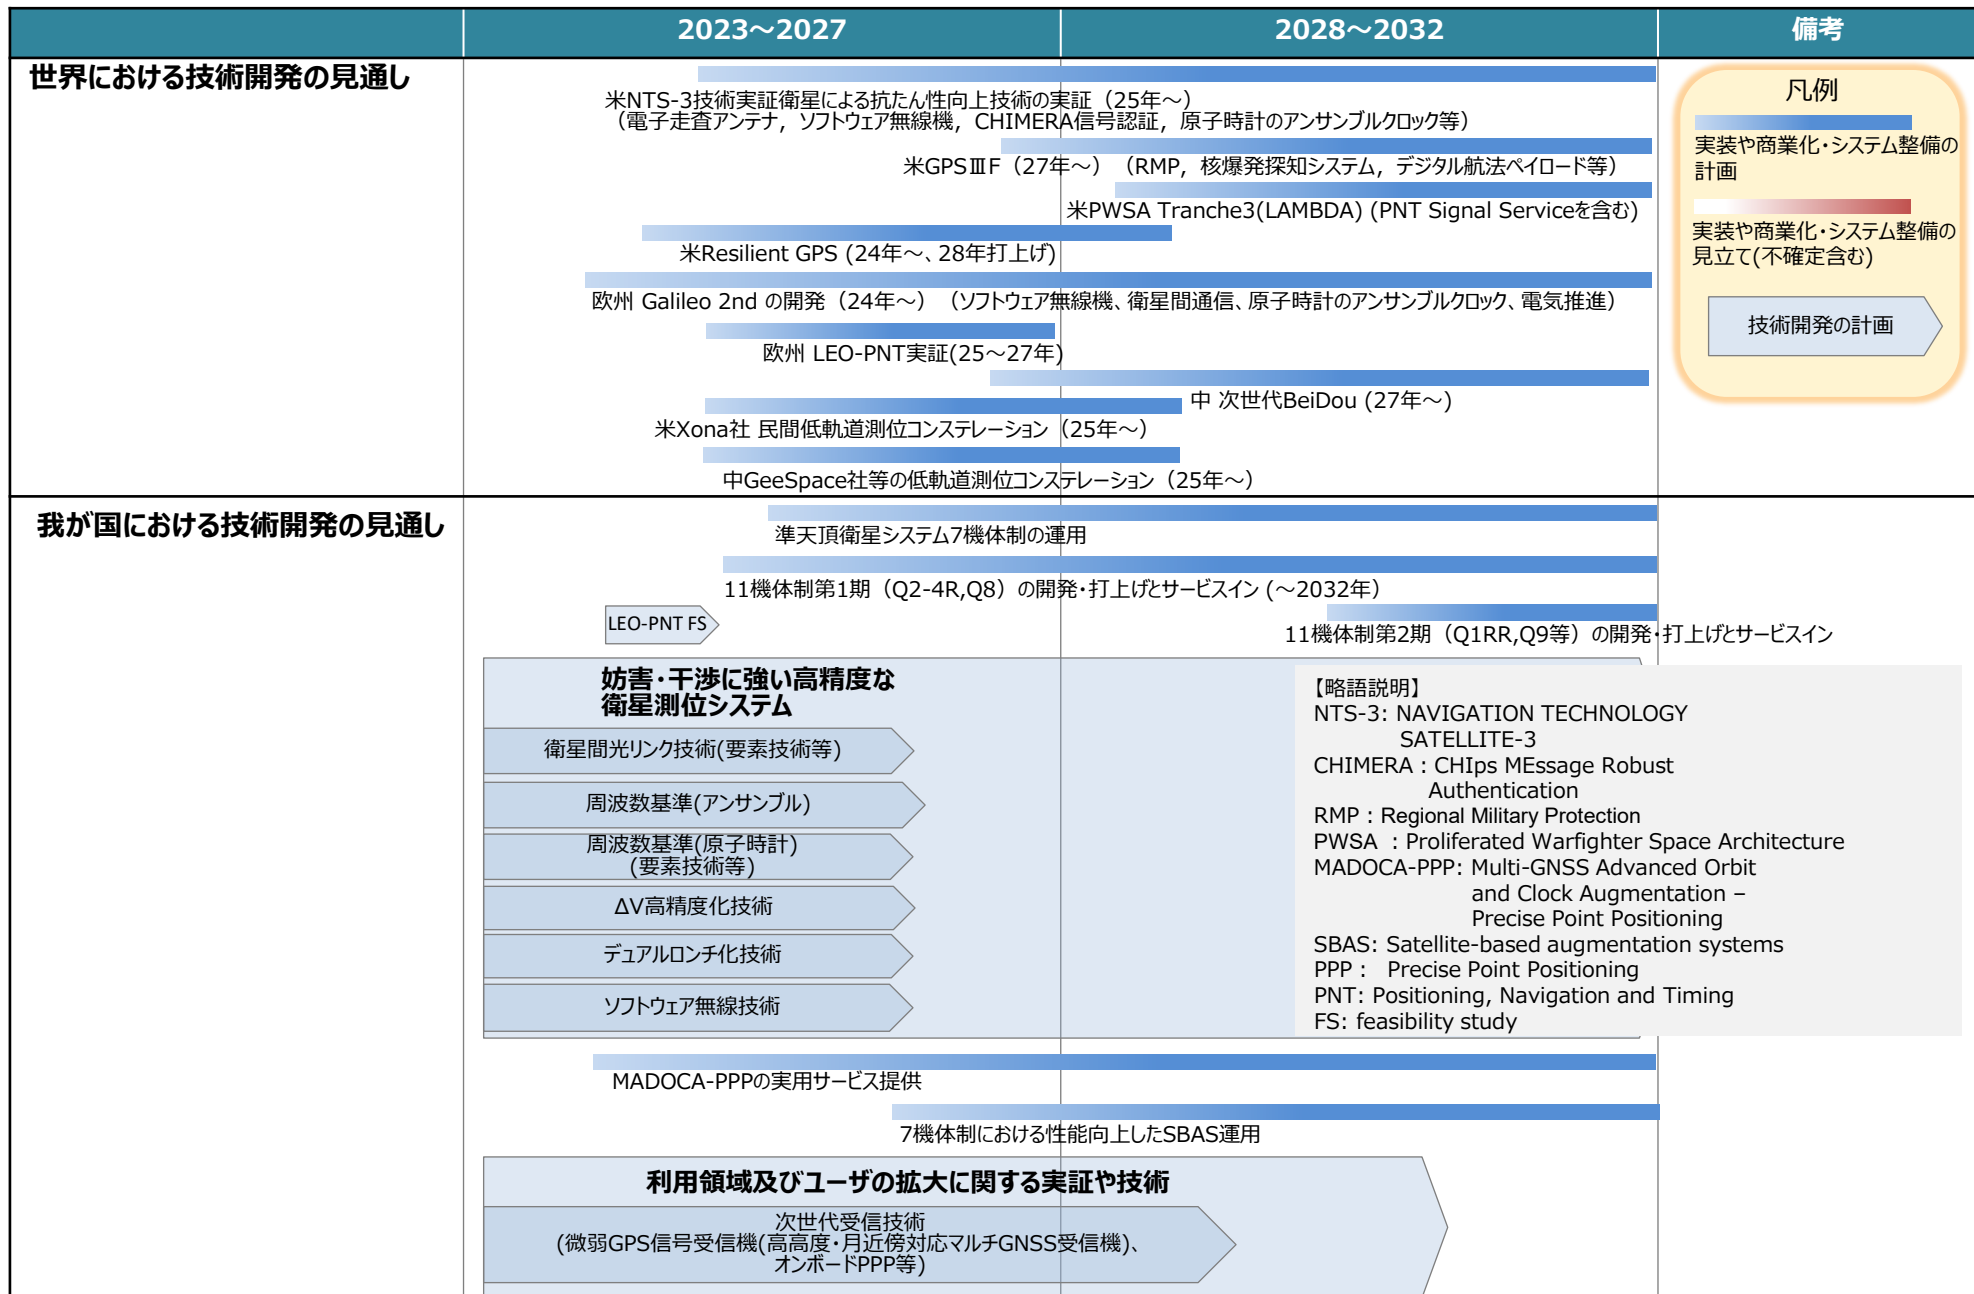 2023～2027
2028～2032
備考
世界における技術開発の見通し
米NTS-3技術実証衛星による抗たん性向上技術の実証（25年～）
（電子走査アンテナ，ソフトウェア無線機，CHIMERA信号認証，原子時計のアンサンブルクロック等）
米GPSⅢF（27年～）（RMP，核爆発探知システム，デジタル航法ペイロード等）
米PWSA Tranche3(LAMBDA) (PNT Signal Serviceを含む)
米Resilient GPS (24年～、28年打上げ)
欧州 Galileo 2nd の開発（24年～）（ソフトウェア無線機、衛星間通信、原子時計のアンサンブルクロック、電気推進）
欧州 LEO-PNT実証(25～27年)
中 次世代BeiDou (27年～)
米Xona社 民間低軌道測位コンステレーション（25年～）
中GeeSpace社等の低軌道測位コンステレーション（25年～）
凡例
実装や商業化・システム整備の
計画
実装や商業化・システム整備の
見立て(不確定含む)
技術開発の計画
我が国における技術開発の見通し
準天頂衛星システム7機体制の運用
11機体制第1期（Q2-4R,Q8）の開発・打上げとサービスイン (～2032年)
LEO-PNT FS
11機体制第2期（Q1RR,Q9等）の開発・打上げとサービスイン
妨害・干渉に強い高精度な
衛星測位システム
衛星間光リンク技術(要素技術等)
周波数基準(アンサンブル)
周波数基準(原子時計)
(要素技術等)
ΔV高精度化技術
デュアルロンチ化技術
ソフトウェア無線技術
【略語説明】
NTS-3: NAVIGATION TECHNOLOGY
SATELLITE-3
CHIMERA : CHIps MEssage Robust
Authentication
RMP : Regional Military Protection
PWSA : Proliferated Warfighter Space Architecture
MADOCA-PPP: Multi-GNSS Advanced Orbit
and Clock Augmentation –
Precise Point Positioning
SBAS: Satellite-based augmentation systems
PPP : Precise Point Positioning
PNT: Positioning, Navigation and Timing
FS: feasibility study
MADOCA-PPPの実用サービス提供
7機体制における性能向上したSBAS運用
利用領域及びユーザの拡大に関する実証や技術
次世代受信技術
(微弱GPS信号受信機(高高度・月近傍対応マルチGNSS受信機)、
オンボードPPP等)